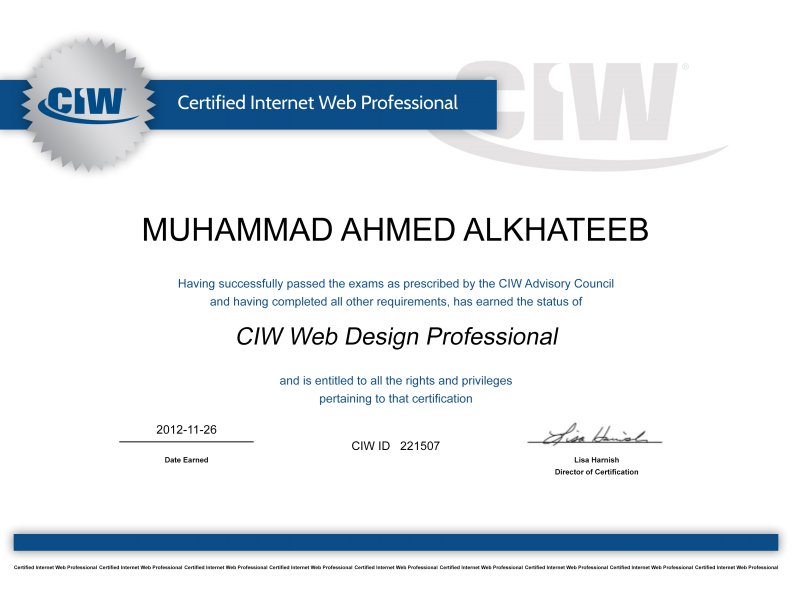 CIW
Certified Internet Web Professional
CIW®
MUHAMMAD AHMED ALKHATEEB
Having successfully passed the exams as prescribed by the CIW Advisory Council
and having completed all other requirements, has earned the status of
CIW Web Design Professional
and is entitled to all the rights and privileges
pertaining to that certification
2012-11-26
Date Earned
CIW ID 221507
Lisa Harnish
Lisa Harnish
Director of Certification
Certified Internet Web Professional Certified Internet Web Professional Certified Internet Web Professional Certified Internet Web Professional Certified Internet Web Professional Certified Internet Web Professional Certified Internet Web Professional Certified Internet Web Professional Certified Internet Web Professional